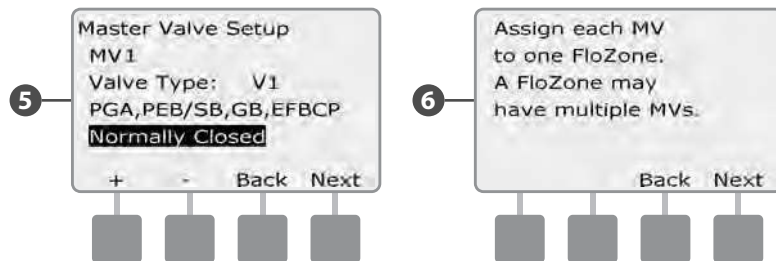 5
Master Valve Setup
MV1
Valve Type: V1
PGA,PEB/SB,GB,EFBCP
Normally Closed
+ - Back Next
6
Assign each MV
to one FloZone.
A FloZone may
have multiple MVs.
Back Next